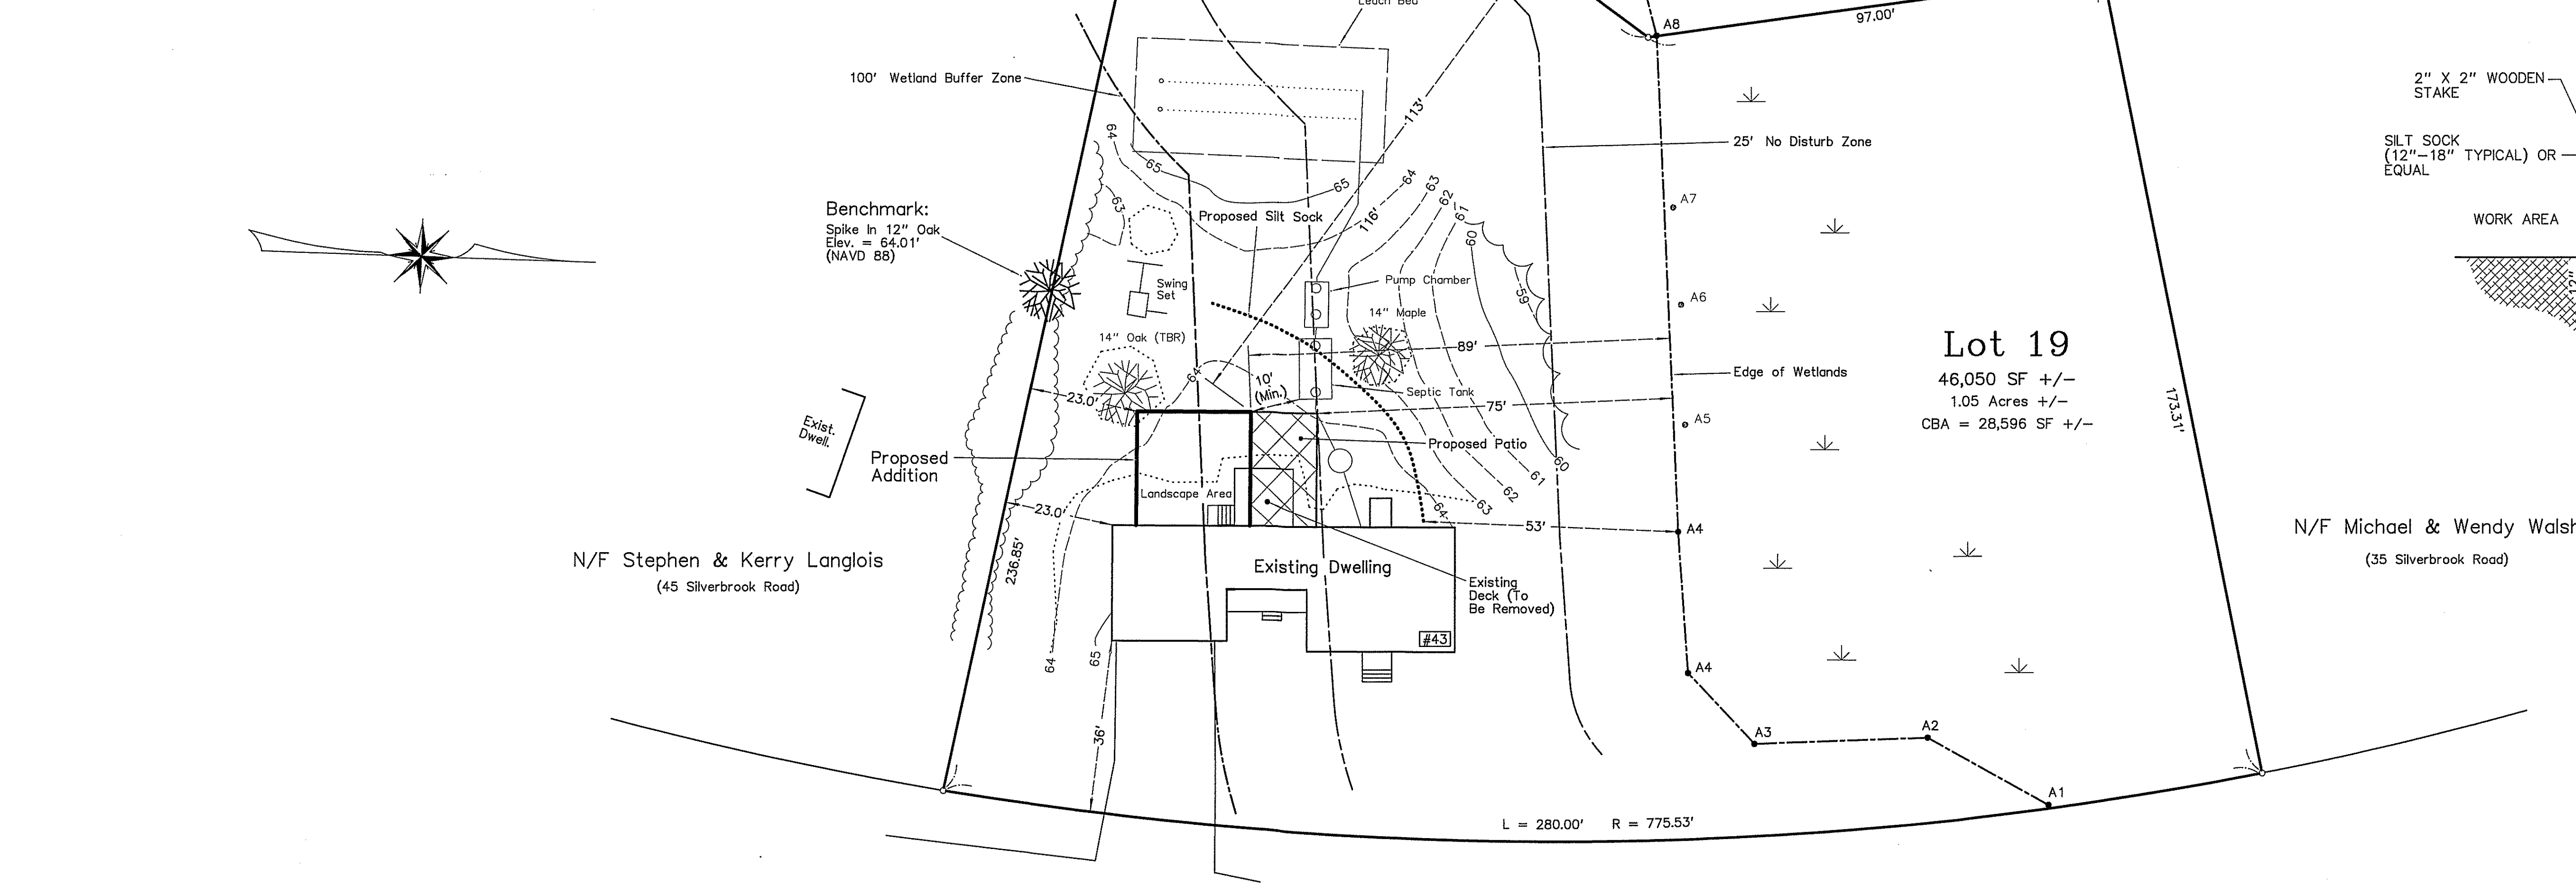 Leach Bed
97.00'
A8
100' Wetland Buffer Zone
113'
2" X 2" WOODEN
STAKE
64
65
65
64
63
62
61
60
25' No Disturb Zone
SILT SOCK
(12"-18" TYPICAL) OR
EQUAL
63
A7
Benchmark:
Spike In 12" Oak
Elev. = 64.01'
(NAVD 88)
Proposed Silt Sock
116'
WORK AREA
Swing
Set
Pump Chamber
59
A6
12"
14" Oak (TBR)
14" Maple
89'
Lot 19
46,050 SF +/-
1.05 Acres +/-
CBA = 28,596 SF +/-
64
10'
(Min.)
Septic Tank
Edge of Wetlands
173.31'
23.0'
75'
Exist.
Dwell.
A5
Proposed Patio
Proposed
Addition
60
61
62
63
64
Landscape Area
23.0'
53'
A4
N/F Michael & Wendy Walsh
(35 Silverbrook Road)
N/F Stephen & Kerry Langlois
(45 Silverbrook Road)
236.85'
Existing Dwelling
Existing
Deck (To
Be Removed)
#43
64
65
A4
36'
A3
A2
A1
L = 280.00' R = 775.53'